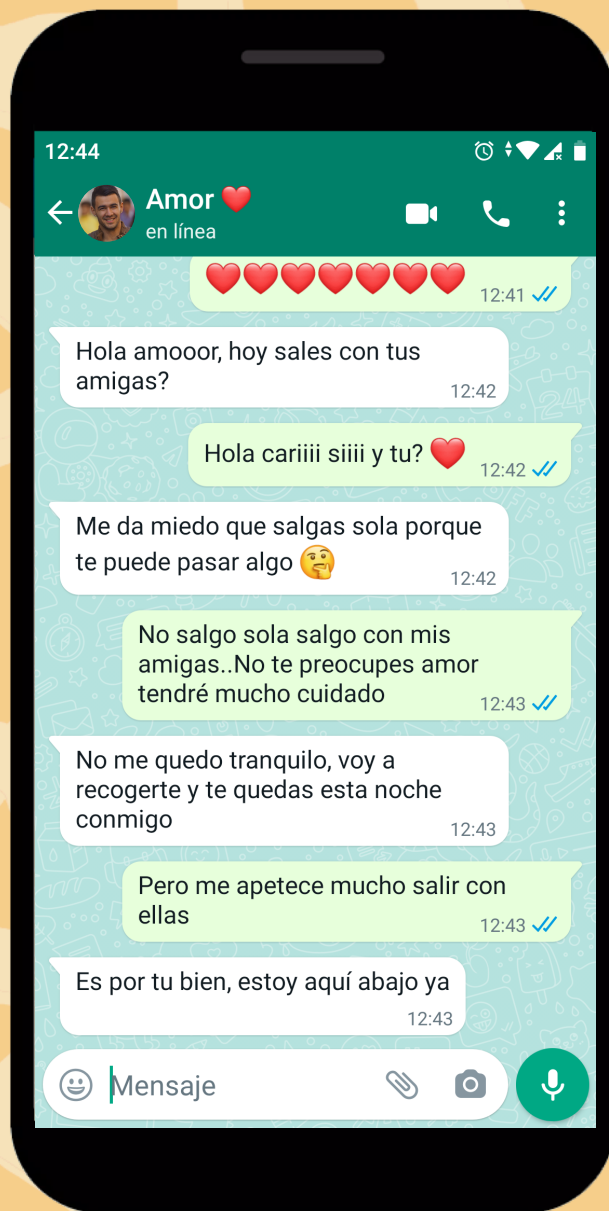 12:44
Amor ❤️
en línea
❤️❤️❤️❤️❤️❤️❤️
12:41
Hola amooor, hoy sales con tus
amigas?
12:42
Hola cariiii siiii y tu? ❤️
12:42
Me da miedo que salgas sola porque
te puede pasar algo 🤔
12:42
No salgo sola salgo con mis
amigas..No te preocupes amor
tendré mucho cuidado
12:43
No me quedo tranquilo, voy a
recogerte y te quedas esta noche
conmigo
12:43
Pero me apetece mucho salir con
ellas
12:43
Es por tu bien, estoy aquí abajo ya
12:43
Mensaje